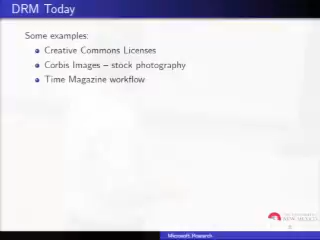 DRM Today
Some examples:
Creative Commons Licenses
Corbis Images – stock photography
Time Magazine workflow
Microsoft Research